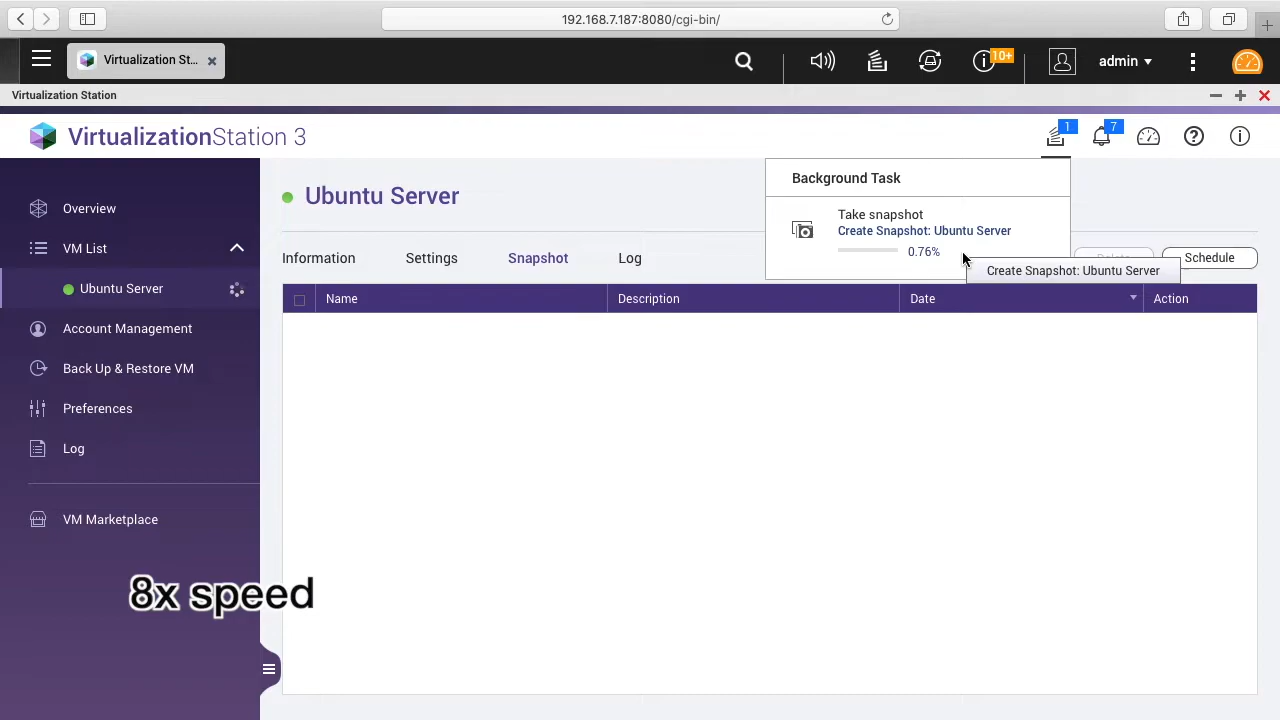 192.168.7.187:8080/cgi-bin/
Virtualization St...
10+
admin
Virtualization Station
VirtualizationStation 3
1
7
Background Task
Take snapshot
Create Snapshot: Ubuntu Server
0.76%
Create Snapshot: Ubuntu Server
Overview
VM List
Ubuntu Server
Account Management
Back Up & Restore VM
Preferences
Log
VM Marketplace
Ubuntu Server
Information Settings Snapshot Log
Schedule
Name Description Date Action
8x speed